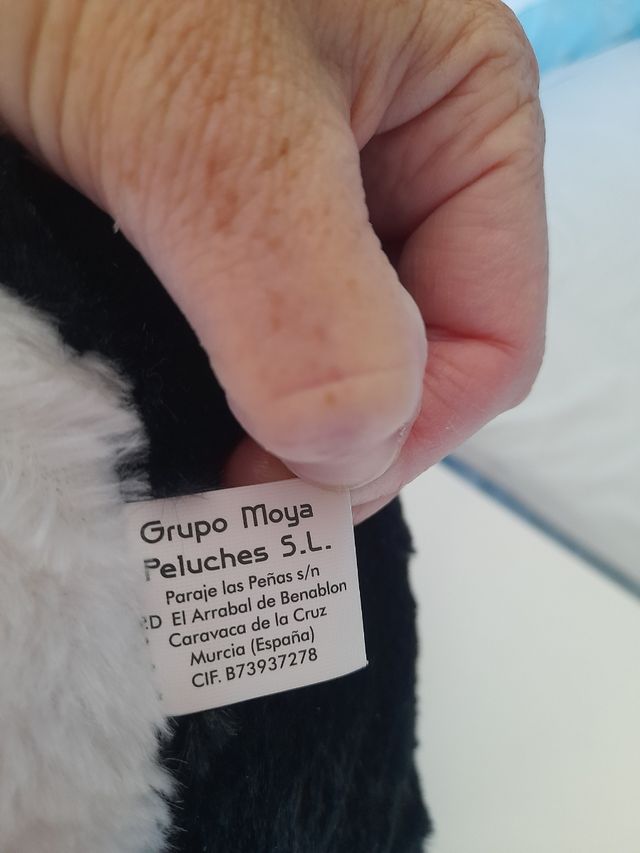 Grupo Moya
Peluches S.L.
Paraje las Peñas s/n
El Arrabal de Benablon
Caravaca de la Cruz
Murcia (España)
CIF. B73937278